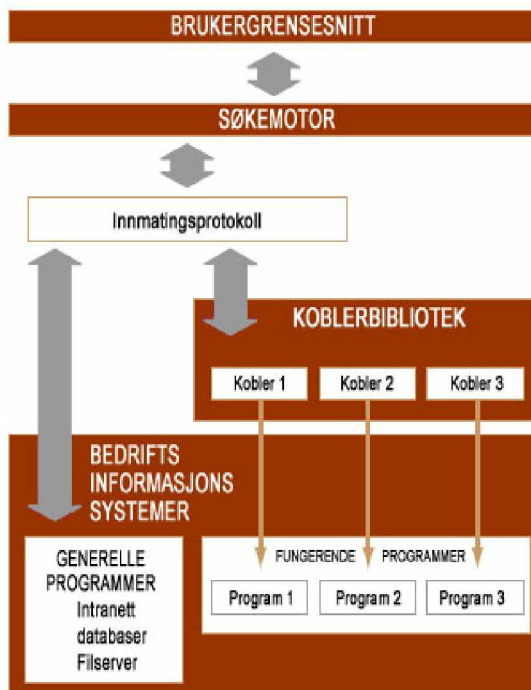 BRUKERGRENSESNITT
SØKEMOTOR
Innmatingsprotokoll
KOBLERBIBLIOTEK
Kobler 1
Kobler 2
Kobler 3
BEDRIFTS
INFORMASJONS
SYSTEMER
GENERELLE
PROGRAMMER
Intranett
databaser
Filserver
FUNGERENDE PROGRAMMER
Program 1
Program 2
Program 3